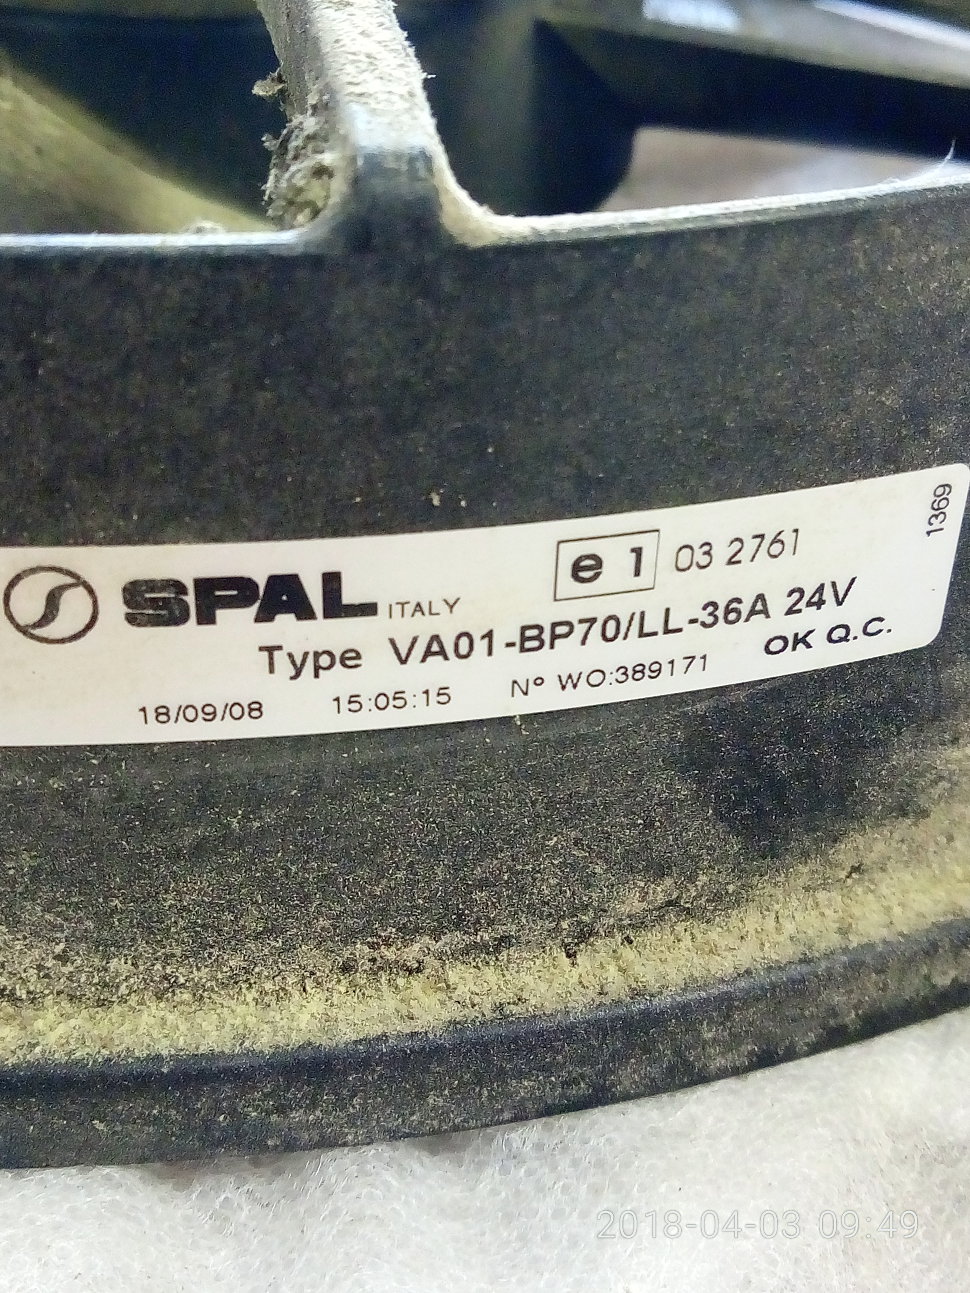 SPAL ITALY
e 1 03 2761
1369
Type VA01-BP70/LL-36A 24V
18/09/08 15:05:15 Nº WO:389171 OK Q.C.
2018-04-03 09:49